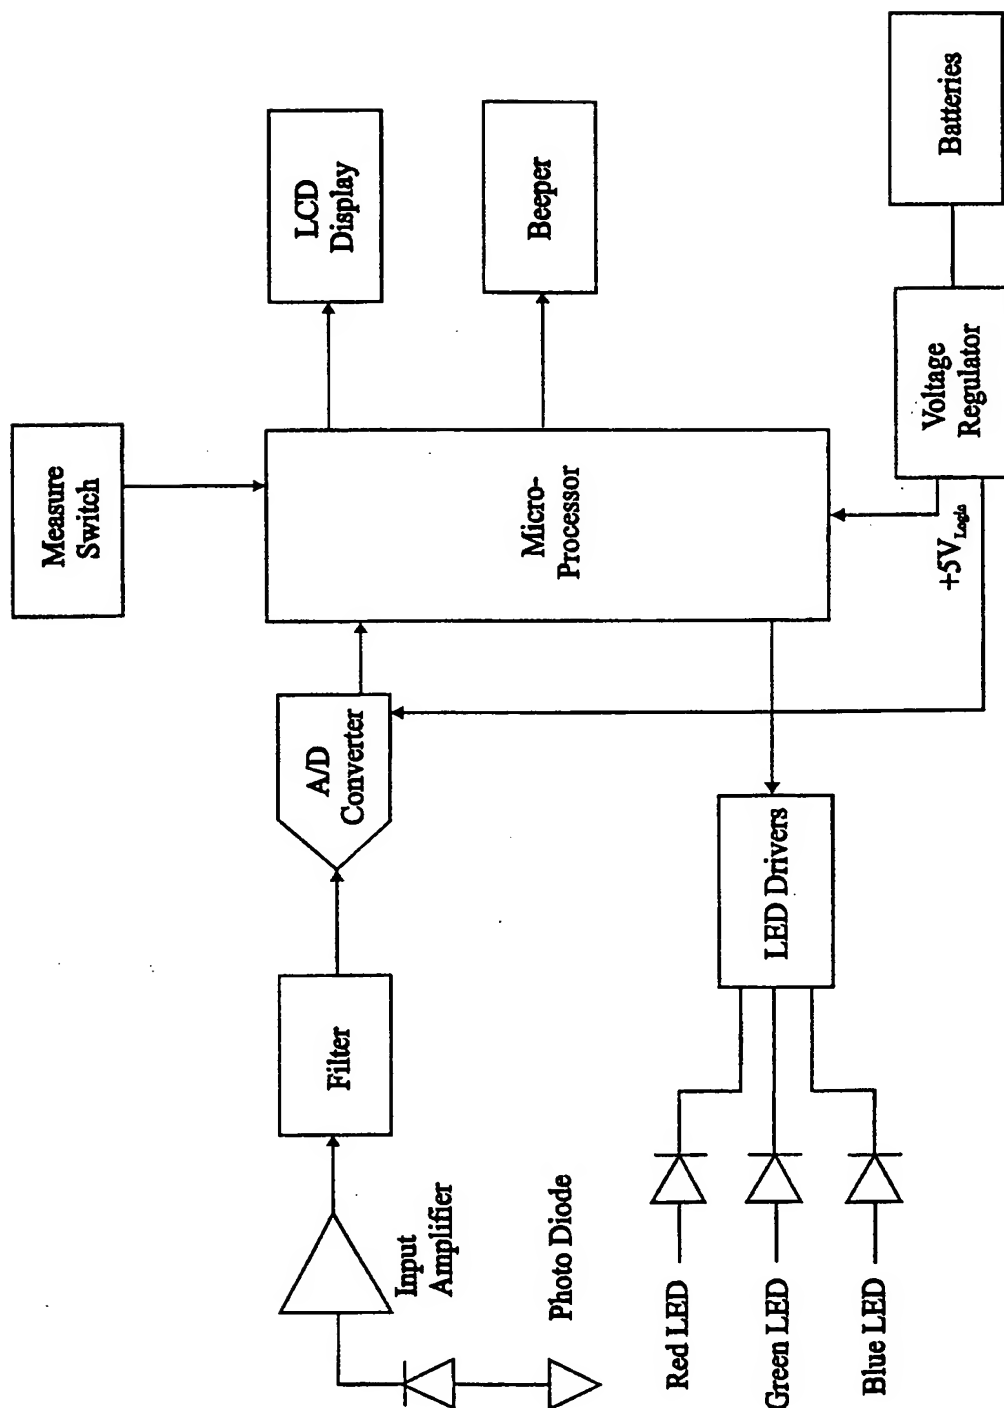 Measure
Switch
LCD
Display
Beeper
Batteries
Voltage
Regulator
+5VLogic
Micro-
Processor
A/D
Converter
Filter
Input
Amplifier
Photo Diode
LED Drivers
Red LED
Green LED
Blue LED